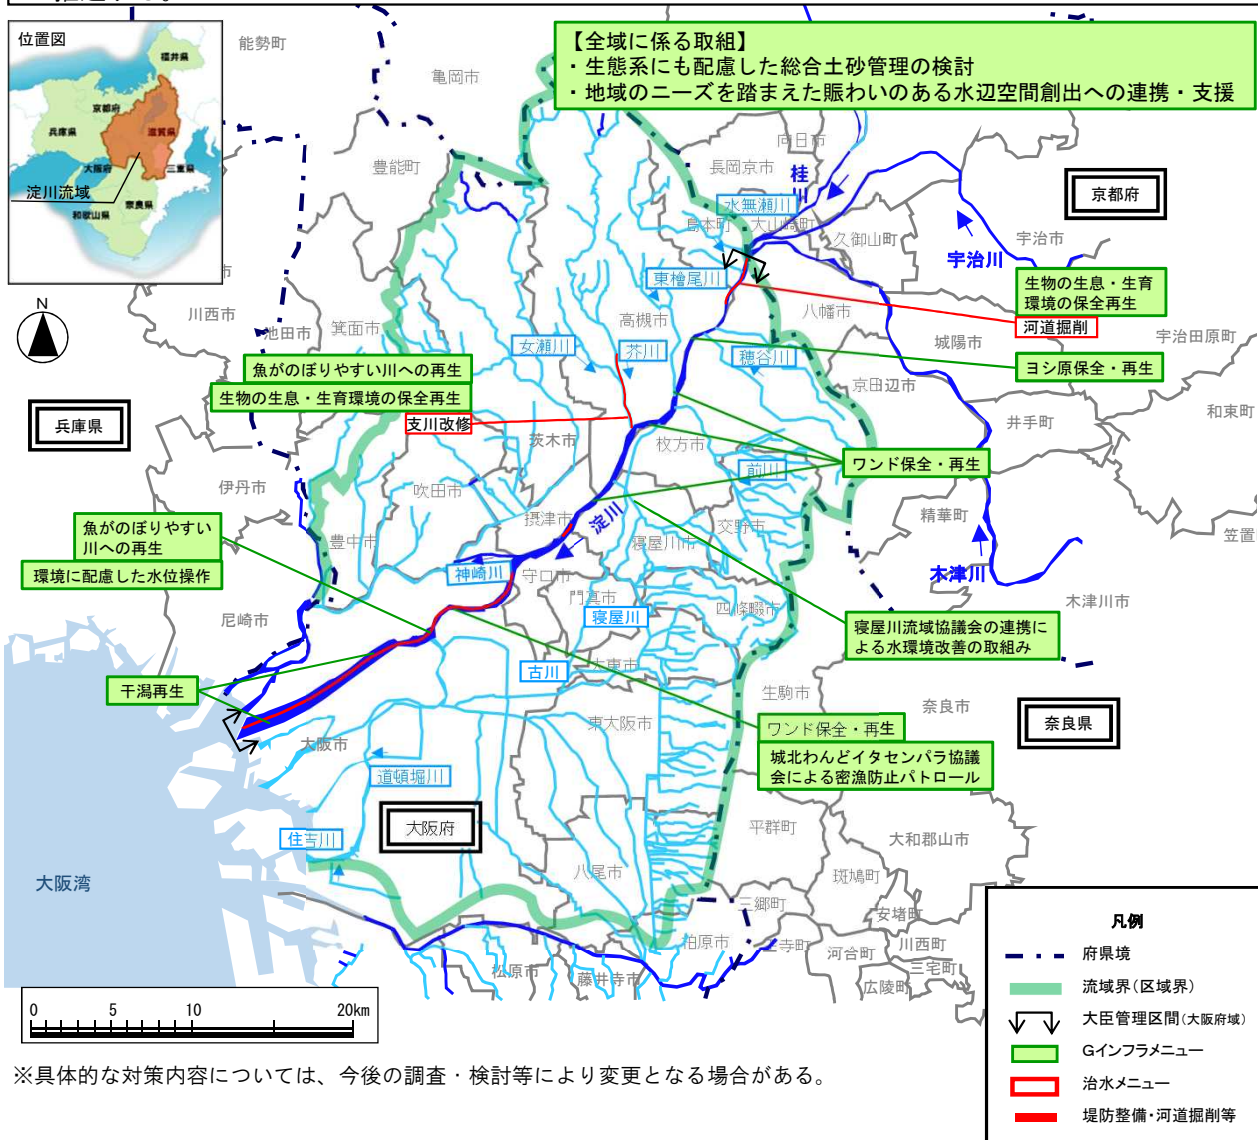 位置図
福井県
京都府
兵庫県
滋賀県
大阪府
三重県
淀川流域
奈良県
和歌山県
【全域に係る取組】
・生態系にも配慮した総合土砂管理の検討
・地域のニーズを踏まえた賑わいのある水辺空間創出への連携・支援
能勢町
亀岡市
豊能町
向日市
長岡京市
桂川
水無瀬川
島本町
大山崎町
久御山町
京都府
宇治市
宇治川
東檜尾川
生物の生息・生育
環境の保全再生
河道掘削
N
川西市
池田市
箕面市
高槻市
八幡市
城陽市
宇治田原町
女瀬川
芥川
穂谷川
魚がのぼりやすい川への再生
生物の生息・生育環境の保全再生
支川改修
ヨシ原保全・再生
京田辺市
井手町
和束町
兵庫県
茨木市
枚方市
ワンド保全・再生
前川
伊丹市
吹田市
摂津市
淀川
交野市
精華町
笠置
魚がのぼりやすい
川への再生
環境に配慮した水位操作
豊中市
寝屋川市
神崎川
守口市
門真市
四條畷市
木津川
木津川市
尼崎市
寝屋川
寝屋川流域協議会の連携に
よる水環境改善の取組み
古川
大東市
干潟再生
生駒市
奈良市
奈良県
東大阪市
大阪市
ワンド保全・再生
城北わんどイタセンパラ協議
会による密漁防止パトロール
道頓堀川
大阪府
住吉川
平群町
大和郡山市
八尾市
斑鳩町
大阪湾
三郷町
安堵町
柏原市
王寺町
河合町
川西町
三宅町
広陵町
松原市
藤井寺市
凡例
府県境
流域界(区域界)
大臣管理区間(大阪府域)
Gインフラメニュー
治水メニュー
堤防整備・河道掘削等
0 5 10 20km
※具体的な対策内容については、今後の調査・検討等により変更となる場合がある。